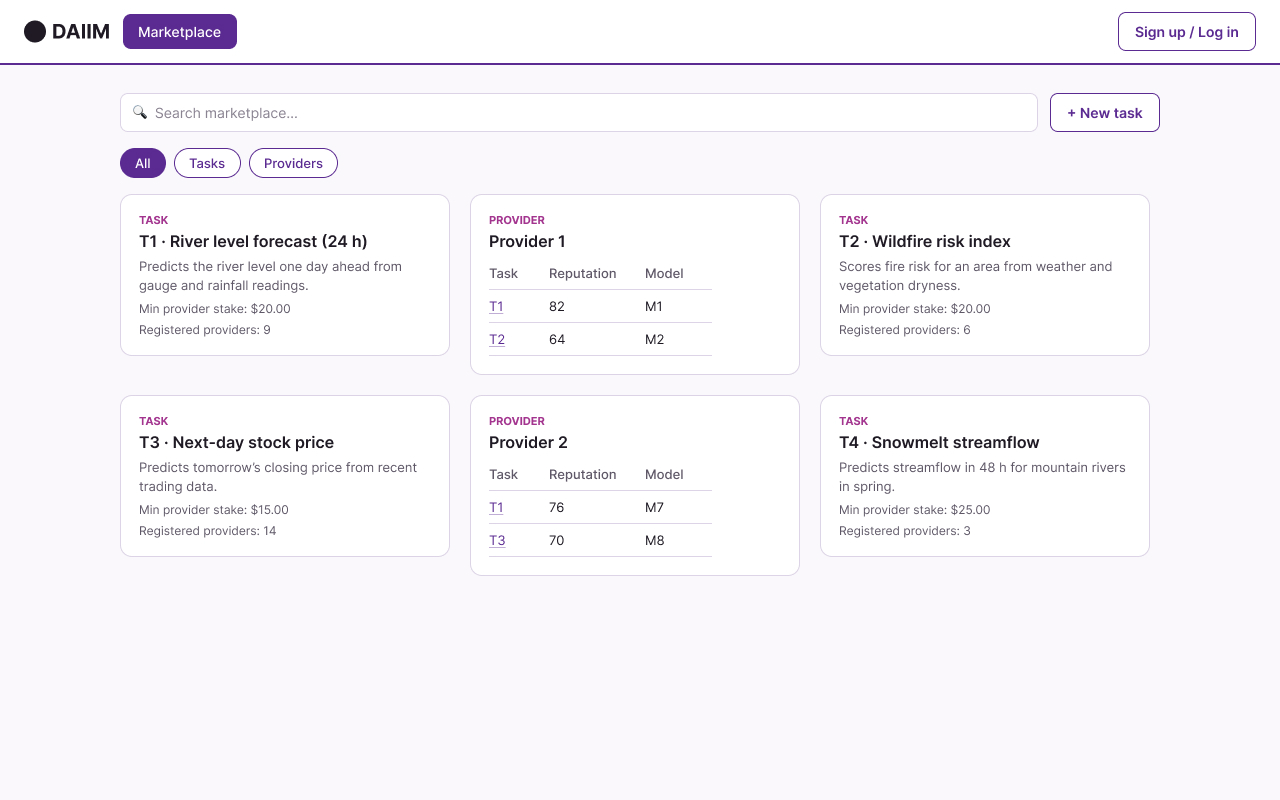 DAIIM
Marketplace
Sign up / Log in
Search marketplace...
+ New task
All
Tasks
Providers
TASK
T1 · River level forecast (24 h)
Predicts the river level one day ahead from
gauge and rainfall readings.
Min provider stake: $20.00
Registered providers: 9
PROVIDER
Provider 1
Task Reputation Model
T1 82 M1
T2 64 M2
TASK
T2 · Wildfire risk index
Scores fire risk for an area from weather and
vegetation dryness.
Min provider stake: $20.00
Registered providers: 6
TASK
T3 · Next-day stock price
Predicts tomorrow’s closing price from recent
trading data.
Min provider stake: $15.00
Registered providers: 14
PROVIDER
Provider 2
Task Reputation Model
T1 76 M7
T3 70 M8
TASK
T4 · Snowmelt streamflow
Predicts streamflow in 48 h for mountain rivers
in spring.
Min provider stake: $25.00
Registered providers: 3